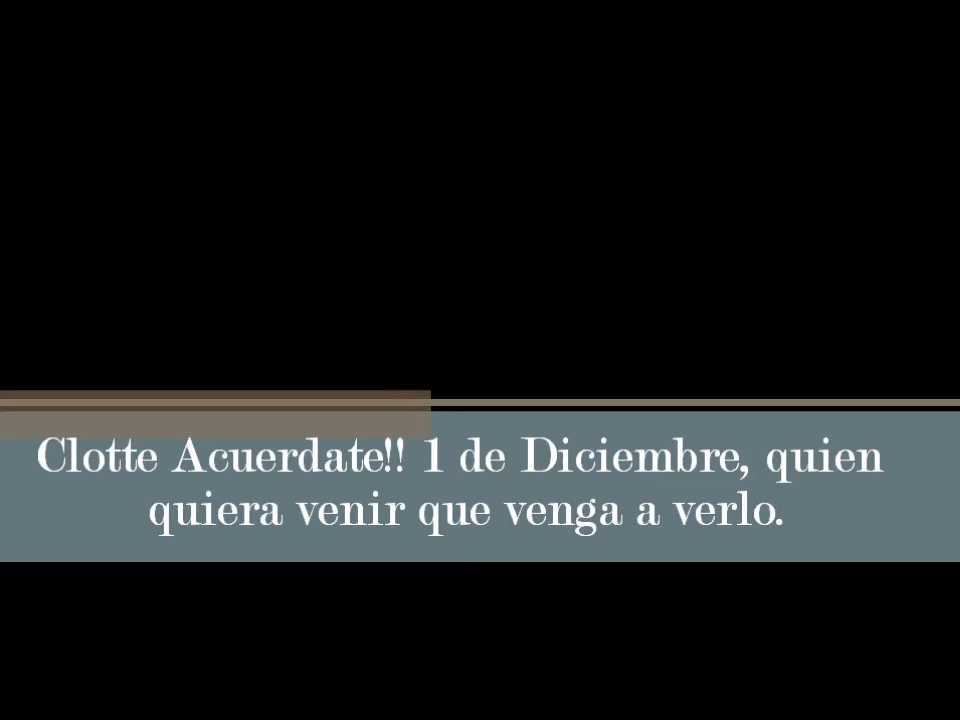 Clotte Acuerdate!! 1 de Diciembre, quien
quiera venir que venga a verlo.